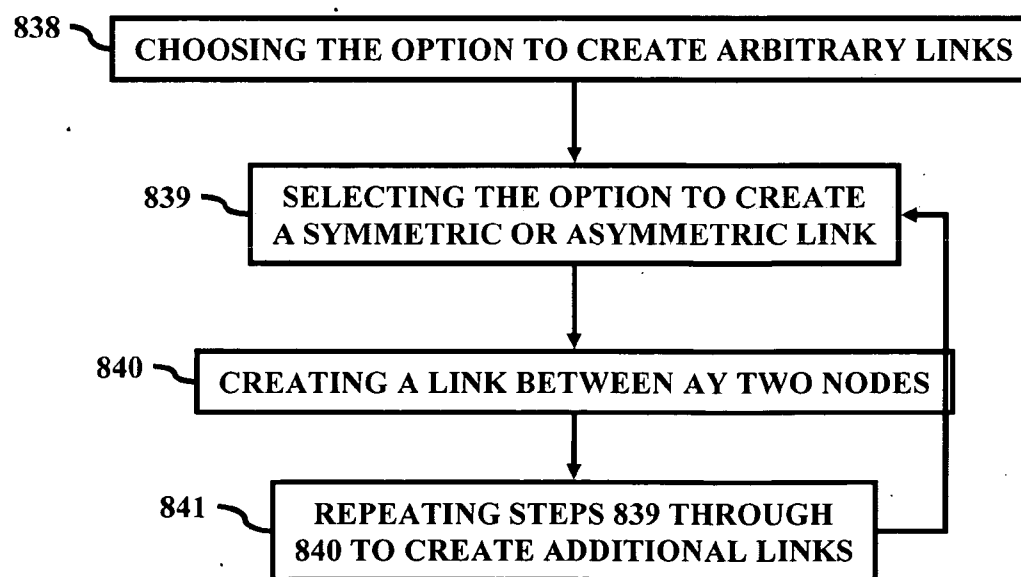 838 CHOOSING THE OPTION TO CREATE ARBITRARY LINKS
839 SELECTING THE OPTION TO CREATE
A SYMMETRIC OR ASYMMETRIC LINK
840 CREATING A LINK BETWEEN AY TWO NODES
841 REPEATING STEPS 839 THROUGH
840 TO CREATE ADDITIONAL LINKS